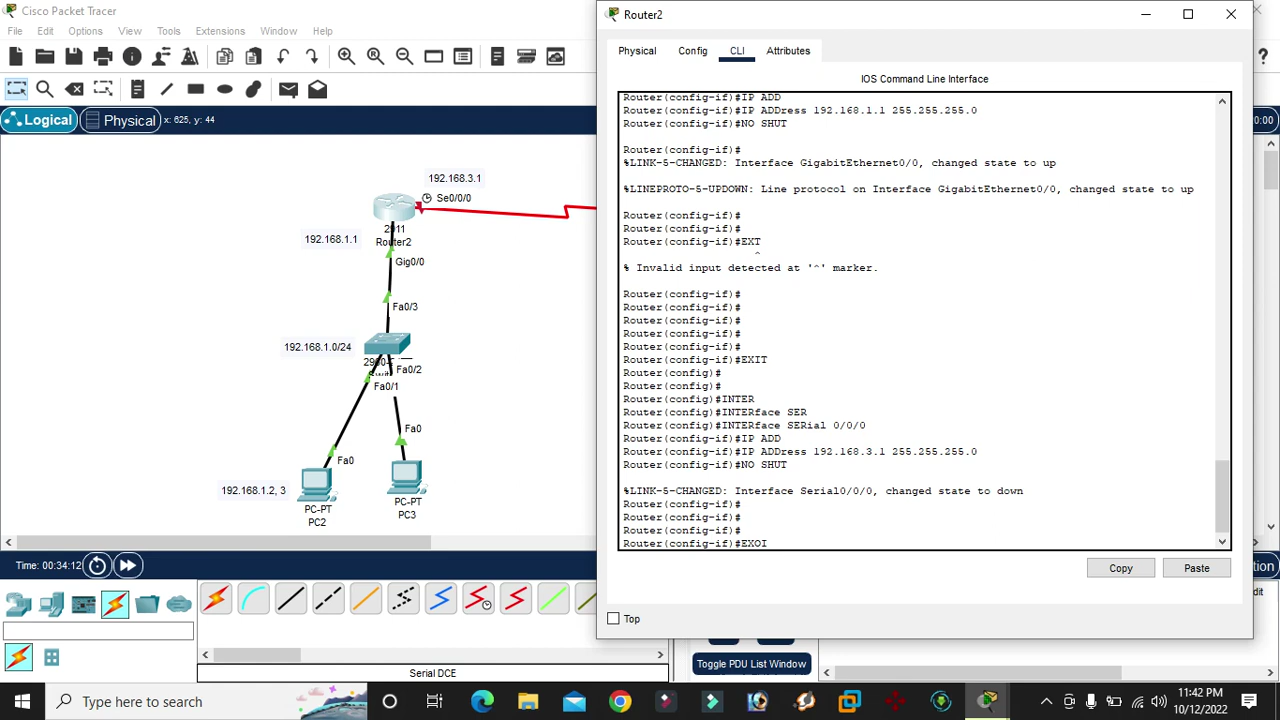 Cisco Packet Tracer
File Edit Options View Tools Extensions Window Help
Logical Physical x: 625, y: 44
192.168.3.1
Se0/0/0
2911
Router2
192.168.1.1
Gig0/0
Fa0/3
192.168.1.0/24
Fa0/2
Fa0/1
Fa0
Fa0
192.168.1.2, 3
PC-PT
PC2
PC-PT
PC3
Time: 00:34:12
Serial DCE
Router2
Physical Config CLI Attributes
IOS Command Line Interface
Router(config-if)#IP ADD
Router(config-if)#IP ADDress 192.168.1.1 255.255.255.0
Router(config-if)#NO SHUT
Router(config-if)#
%LINK-5-CHANGED: Interface GigabitEthernet0/0, changed state to up
%LINEPROTO-5-UPDOWN: Line protocol on Interface GigabitEthernet0/0, changed state to up
Router(config-if)#
Router(config-if)#
Router(config-if)#EXT
^
% Invalid input detected at '^' marker.
Router(config-if)#
Router(config-if)#
Router(config-if)#
Router(config-if)#
Router(config-if)#
Router(config-if)#EXIT
Router(config)#
Router(config)#
Router(config)#INTER
Router(config)#INTERface SER
Router(config)#INTERface SERial 0/0/0
Router(config-if)#IP ADD
Router(config-if)#IP ADDress 192.168.3.1 255.255.255.0
Router(config-if)#NO SHUT
%LINK-5-CHANGED: Interface Serial0/0/0, changed state to down
Router(config-if)#
Router(config-if)#
Router(config-if)#
Router(config-if)#EXOI
Copy Paste
Top
Toggle PDU List Window
Type here to search
11:42 PM
10/12/2022